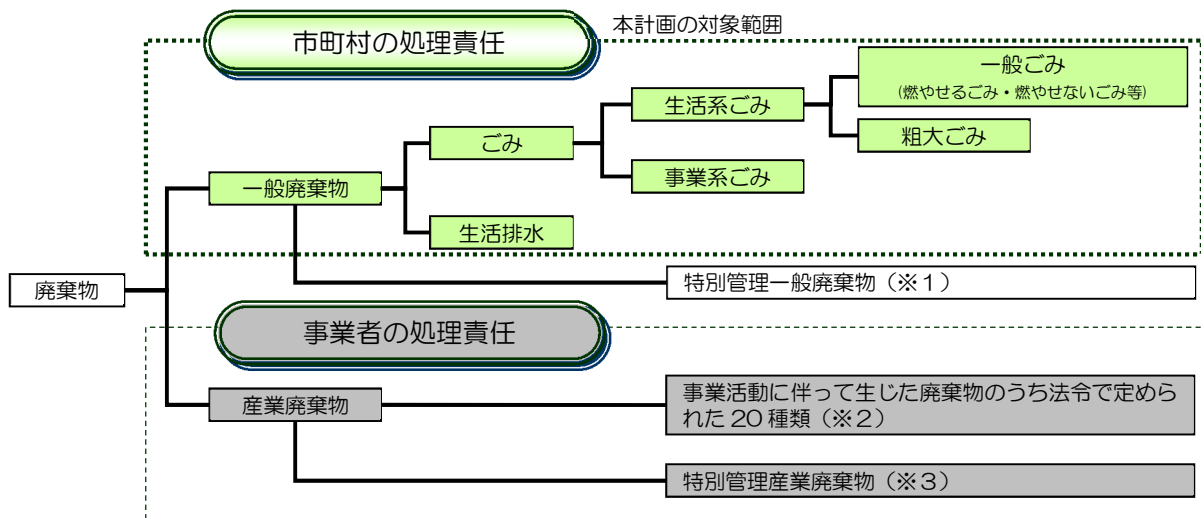 市町村の処理責任
本計画の対象範囲
一般ごみ
(燃やせるごみ・燃やせないごみ等)
生活系ごみ
粗大ごみ
ごみ
事業系ごみ
一般廃棄物
生活排水
廃棄物
特別管理一般廃棄物（※１）
事業者の処理責任
産業廃棄物
事業活動に伴って生じた廃棄物のうち法令で定めら
れた 20 種類（※２）
特別管理産業廃棄物（※３）